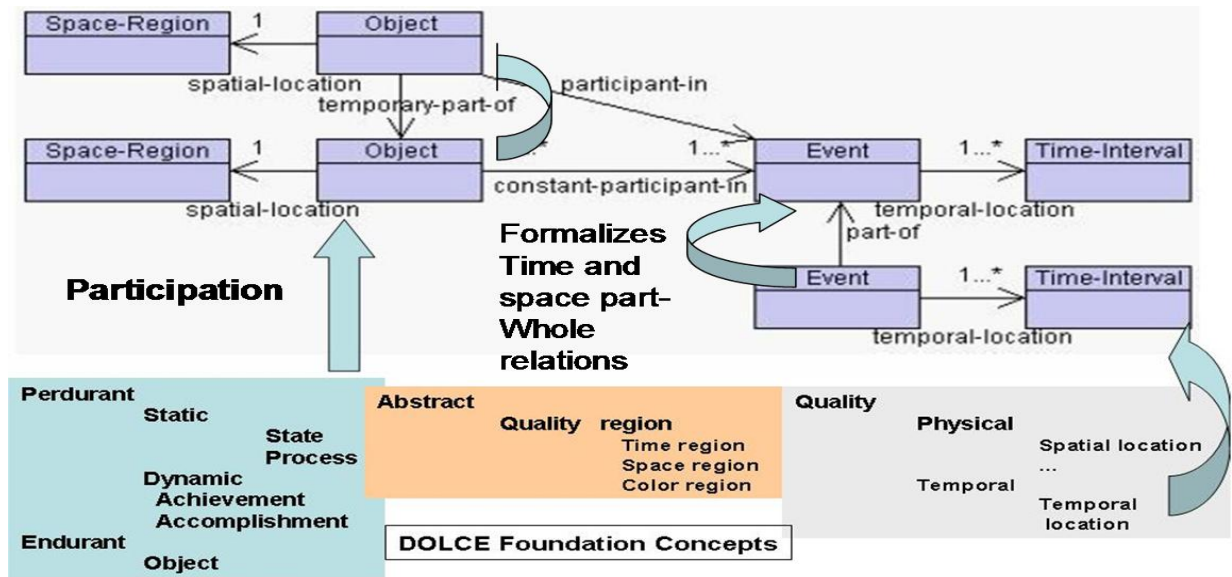 Space-Region
1
Object
spatial-location
participant-in
temporary-part-of
Space-Region
1
Object
...*
1...*
Event
1...*
Time-Interval
constant-participant-in
spatial-location
temporal-location
part-of
Formalizes
Time and
space part-
Whole
relations
Participation
Event
1...*
Time-Interval
temporal-location
Perdurant
Static
State
Process
Dynamic
Achievement
Accomplishment
Endurant
Object
Abstract
Quality region
Time region
Space region
Color region
Quality
Physical
Spatial location
...
Temporal
Temporal
location
DOLCE Foundation Concepts